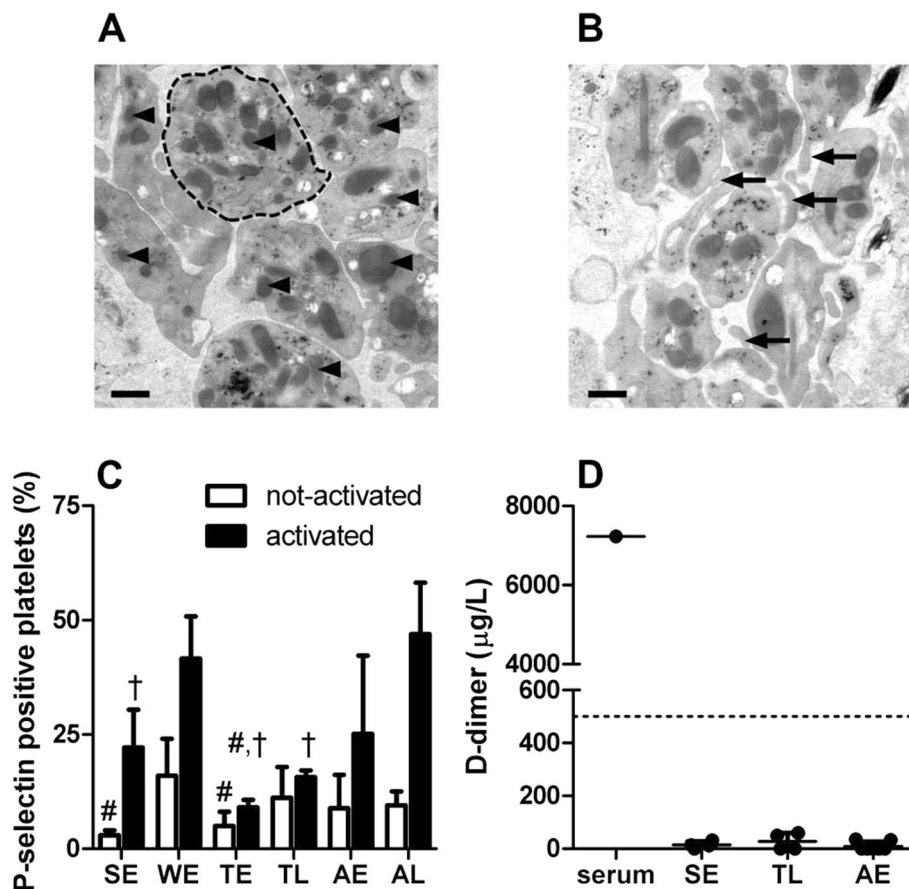 A
B
C
P-selectin positive platelets (%)
75
50
25
0
not-activated
activated
#
†
#
#,†
†
SE WE TE TL AE AL
D
D-dimer (μg/L)
8000
6000
4000
600
400
200
0
serum SE TL AE